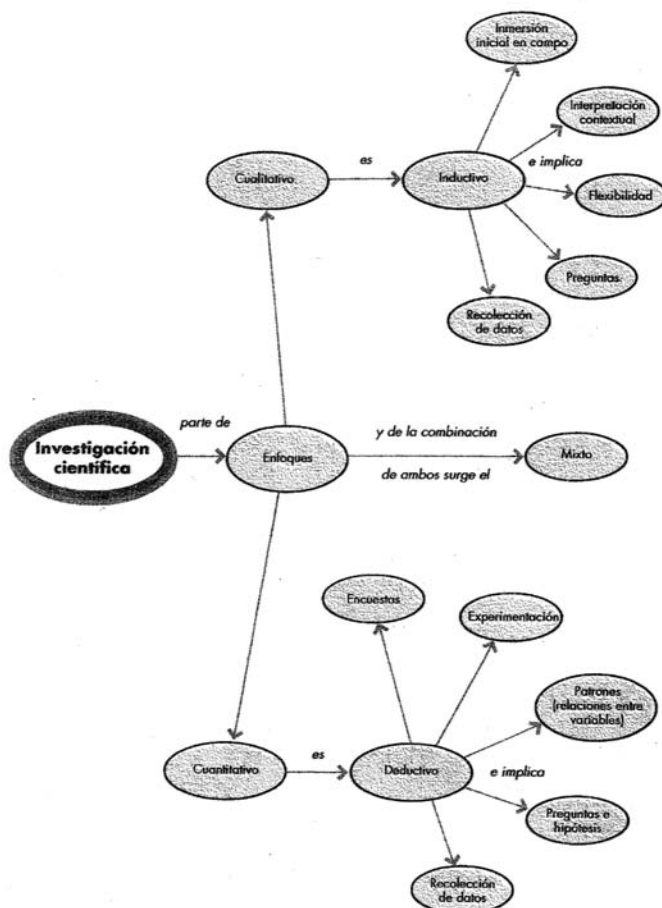 Inmersión
inicial en campo
Interpretación
contextual
es
e implica
Cualitativo
Inductivo
Flexibilidad
Preguntas
Recolección
de datos
parte de
y de la combinación
Investigación
científica
Enfoques
Mixto
de ambos surge el
Encuestas
Experimentación
Patrones
(relaciones entre
variables)
es
Cuantitativo
Deductivo
e implica
Preguntas e
hipótesis
Recolección
de datos